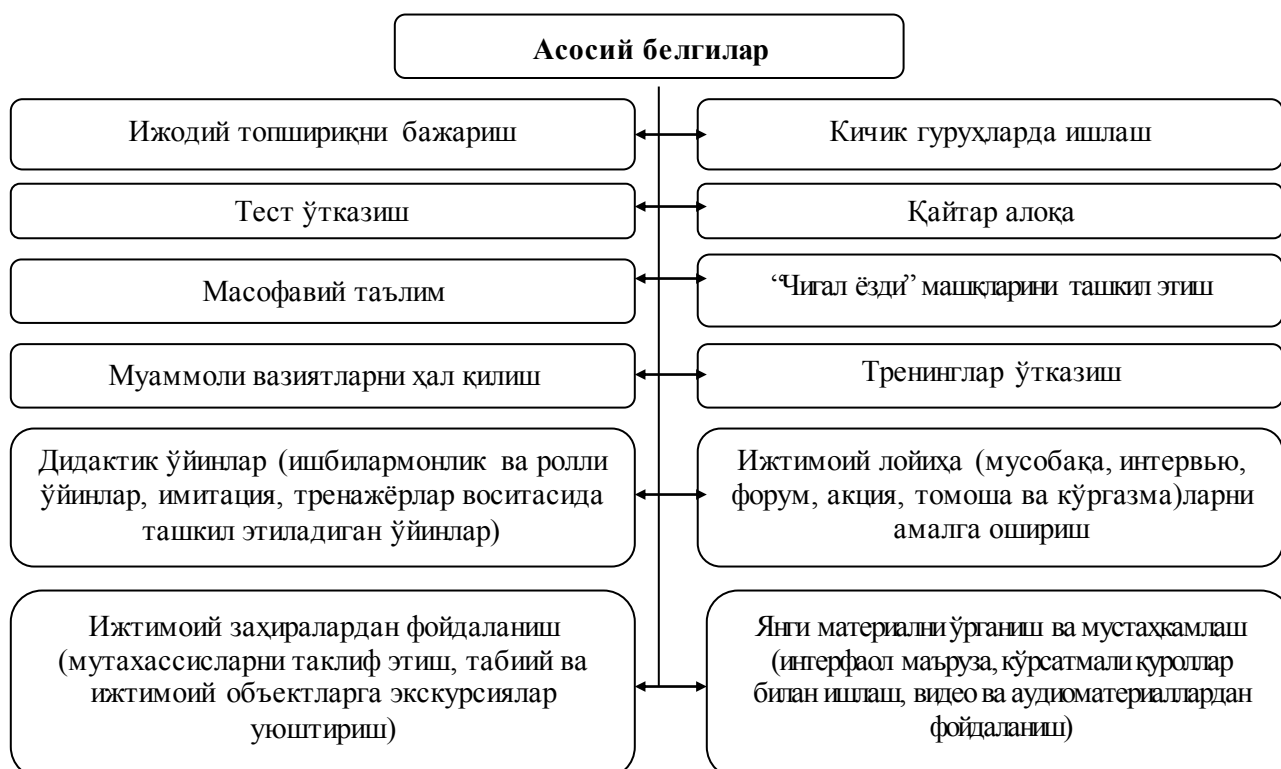 Асосий белгилар
Ижодий топшириқни бажариш
Кичик гуруҳларда ишлаш
Тест ўтказиш
Қайтар алоқа
Масофавий таълим
“Чигал ёзди” машқларини ташкил этиш
Муаммоли вазиятларни ҳал қилиш
Тренинглар ўтказиш
Дидактик ўйинлар (ишбилармонлик ва ролли
ўйинлар, имитация, тренажёрлар воситасида
ташкил этиладиган ўйинлар)
Ижтимоий лойиҳа (мусобақа, интервью,
форум, акция, томоша ва кўргазма)ларни
амалга ошириш
Ижтимоий заҳиралардан фойдаланиш
(мутахассисларни таклиф этиш, табиий ва
ижтимоий объектларга экскурсиялар
уюштириш)
Янги материални ўрганиш ва мустаҳкамлаш
(интерфаол маъруза, кўрсатмали қуроллар
билан ишлаш, видео ва аудиоматериаллардан
фойдаланиш)